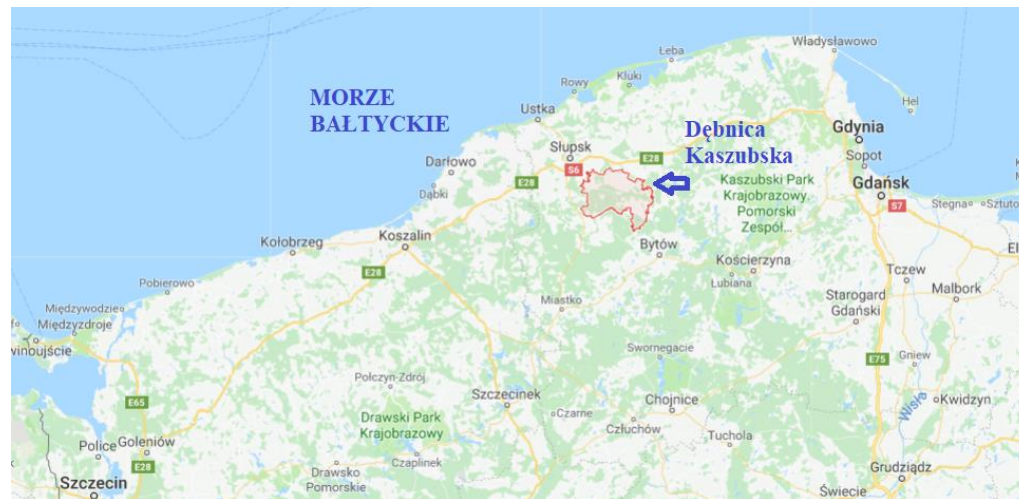 Władysławowo
Łeba
Kluki
Rowy
Hel
MORZE
BAŁTYCKIE
Ustka
Dębnica
Kaszubska
Gdynia
Słupsk
E28
Sopot
Darłowo
S6
Kaszubski Park
Krajobrazowy.
Pomorski
Zespół...
Gdańsk
Dąbki
E28
S7
Stegna
Sztuto
Kołobrzeg
Koszalin
Bytów
El
Kościerzyna
E28
Lubiana
Tczew
Pobierowo
Malbork
Międzywodzie
Miastko
Starogard
Gdański
Międzyzdroje
winoujście
Swornegacie
E75
Gniew
Połczyn-Zdrój
Szczecinek
Chojnice
Wisła
Kwidzyn
E65
Drawski Park
Krajobrazowy
Czarne
Człuchów
Tuchola
Police
Goleniów
Czaplinek
E28
Drawsko
Pomorskie
Grudziądz
Szczecin
Świecie